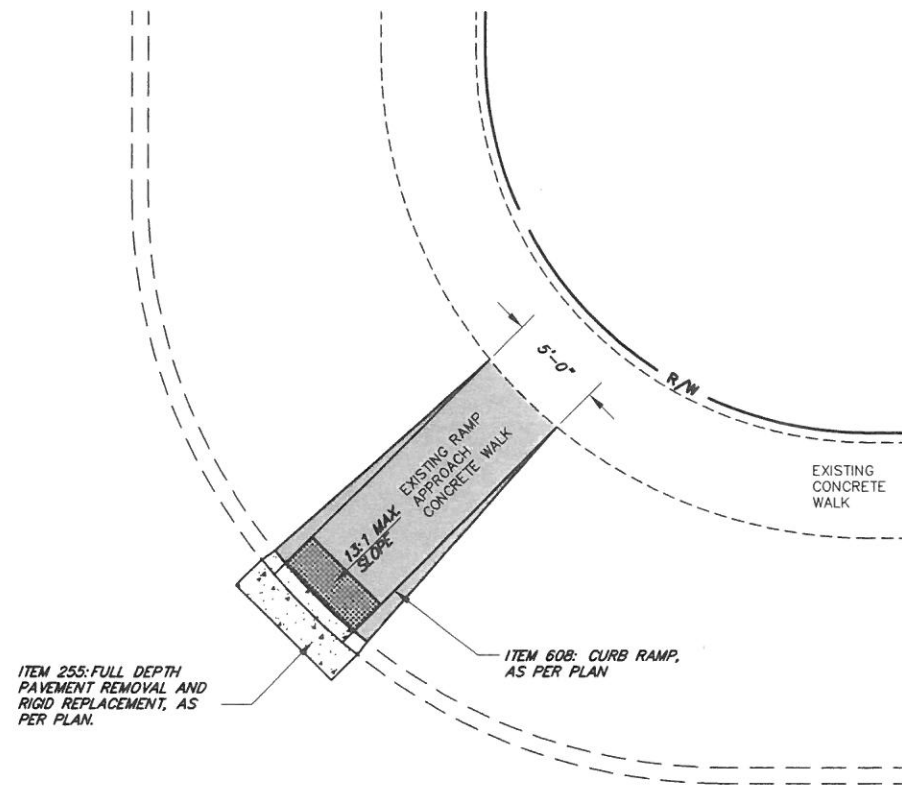 5'-0"
R/W
EXISTING RAMP
APPROACH
CONCRETE WALK
13:1 MAX
SLOPE
EXISTING
CONCRETE
WALK
ITEM 608: CURB RAMP,
AS PER PLAN
ITEM 255:FULL DEPTH
PAVEMENT REMOVAL AND
RIGID REPLACEMENT, AS
PER PLAN.